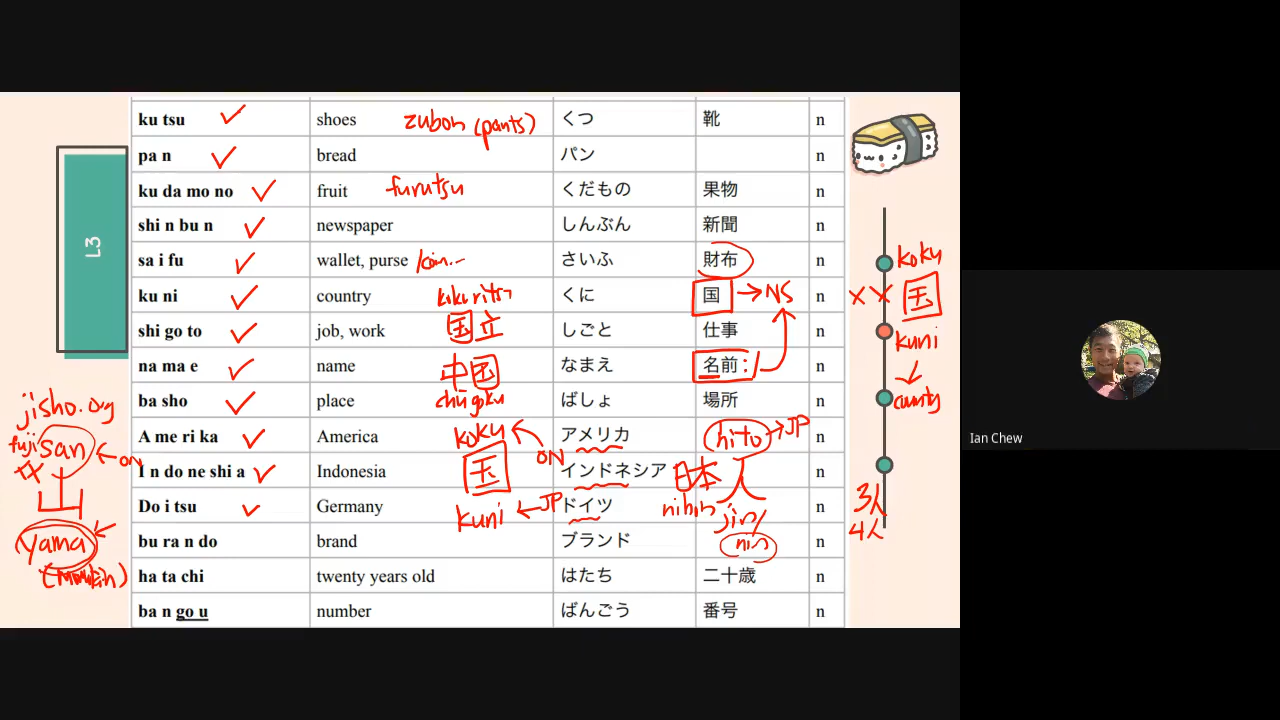 ku tsu shoes zubon (pants) くつ 靴 n
pa n bread パン n
ku da mo no fruit furutsu くだもの 果物 n
shi n bu n newspaper しんぶん 新聞 n
sa i fu wallet, purse さいふ 財布 n
ku ni country kokuritsu くに 国 → NS n
shi go to job, work 国立 しごと 仕事 n
na ma e name 中国 なまえ 名前: n
ba sho place chūgoku ばしょ 場所 n
A me ri ka America koku アメリカ hito → JP n
I n do ne shi a Indonesia 国 ON インドネシア 日本人 n
Do i tsu Germany kuni ← JP ドイツ nihon jin/ n
bu ra n do brand ブランド nin n
ha ta chi twenty years old はたち 二十歳 n
ba n go u number ばんごう 番号 n
L3
jisho.org
fuji san ← ON
山
yama
koku
XX 国
kuni
3人
4人
Ian Chew